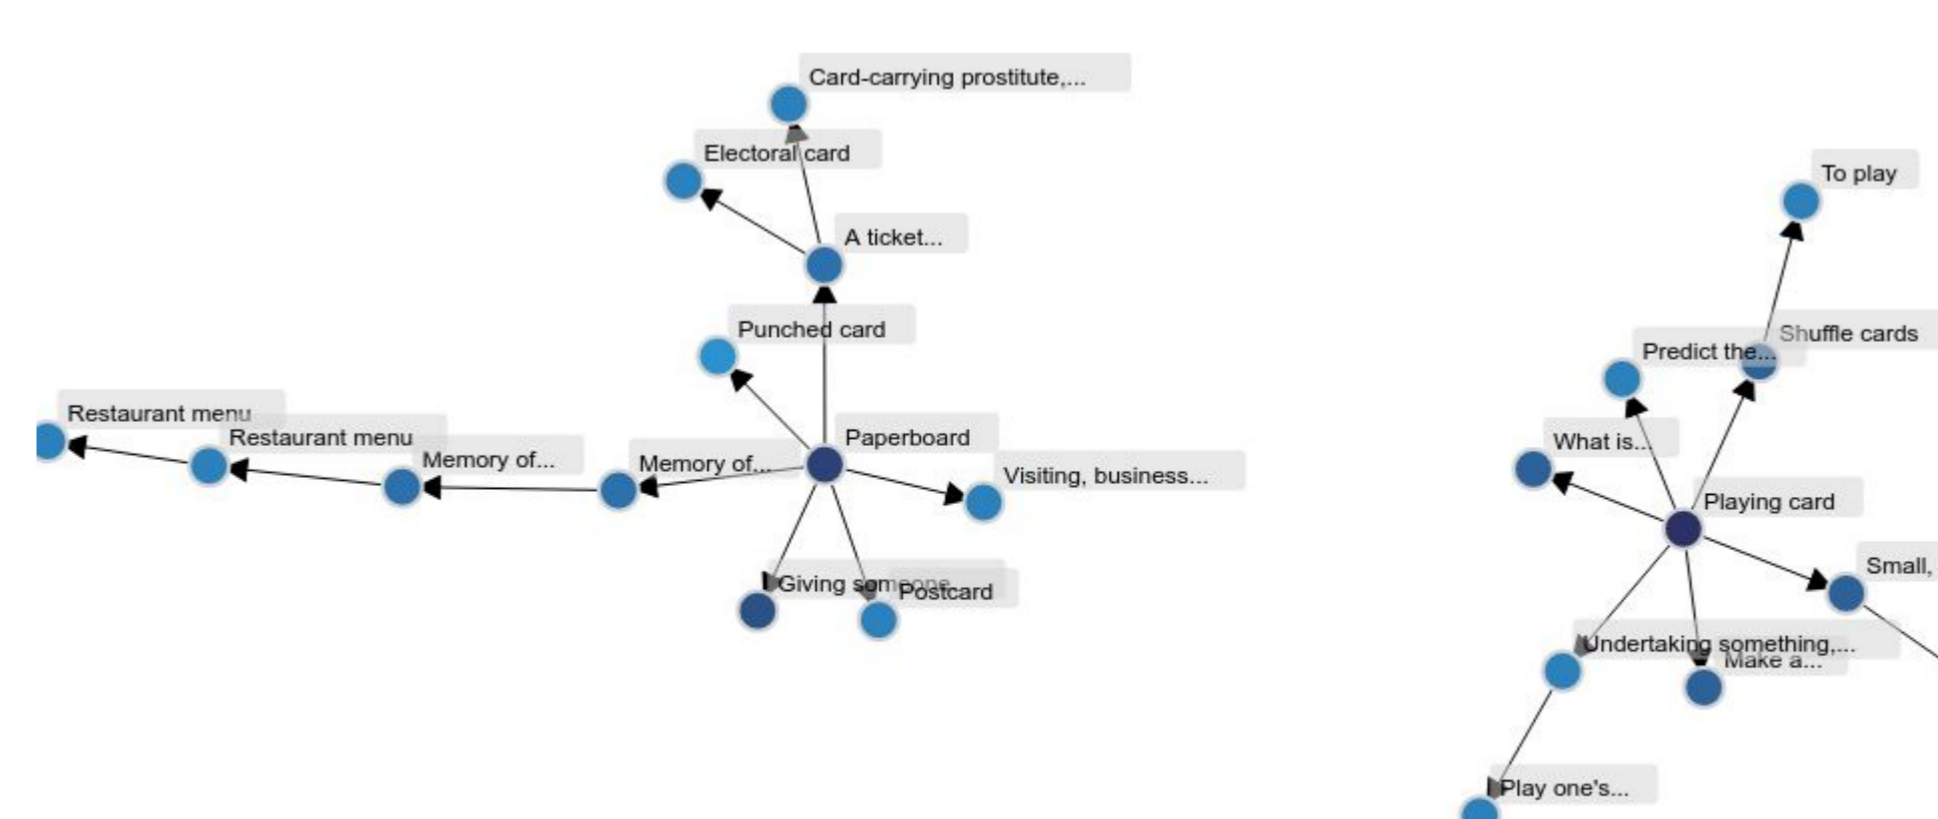 Card-carrying prostitute,...
Electoral card
A ticket...
Punched card
Restaurant menu
Restaurant menu
Memory of...
Memory of...
Paperboard
Visiting, business...
Giving someone
Postcard
To play
Shuffle cards
Predict the...
What is...
Playing card
Small,
Undertaking something,...
Make a...
Play one's...